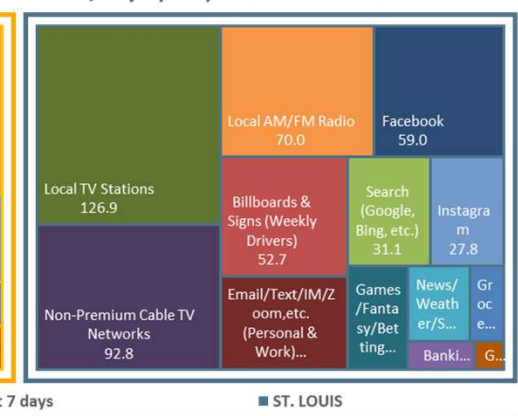 Local TV Stations
126.9
Non-Premium Cable TV
Networks
92.8
Local AM/FM Radio
70.0
Facebook
59.0
Billboards &
Signs (Weekly
Drivers)
52.7
Email/Text/IM/Z
oom,etc.
(Personal &
Work)...
Search
(Google,
Bing, etc.)
31.1
Instagra
m
27.8
Games
/Fanta
sy/Bet
ting...
News/
Weath
er/S...
Gr
oc
e...
Banki...
G...
7 days
ST. LOUIS